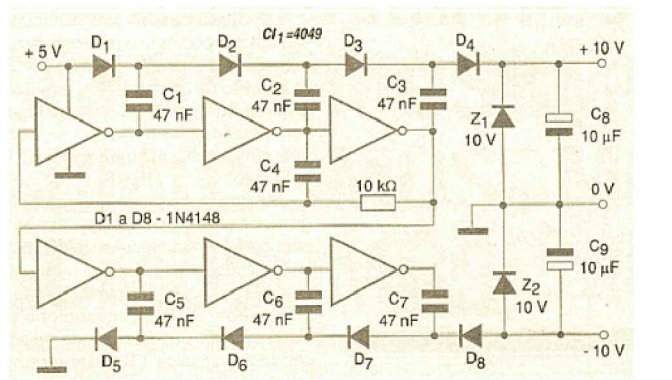 D1 D2 CI1=4049 D3 D4
+ 5 V + 10 V
C1 47 nF
C2 47 nF
C3 47 nF
Z1 10 V
C8 10 µF
C4 47 nF
10 kΩ
0 V
D1 a D8 - 1N4148
C9 10 µF
C5 47 nF
C6 47 nF
C7 47 nF
Z2 10 V
- 10 V
D5 D6 D7 D8